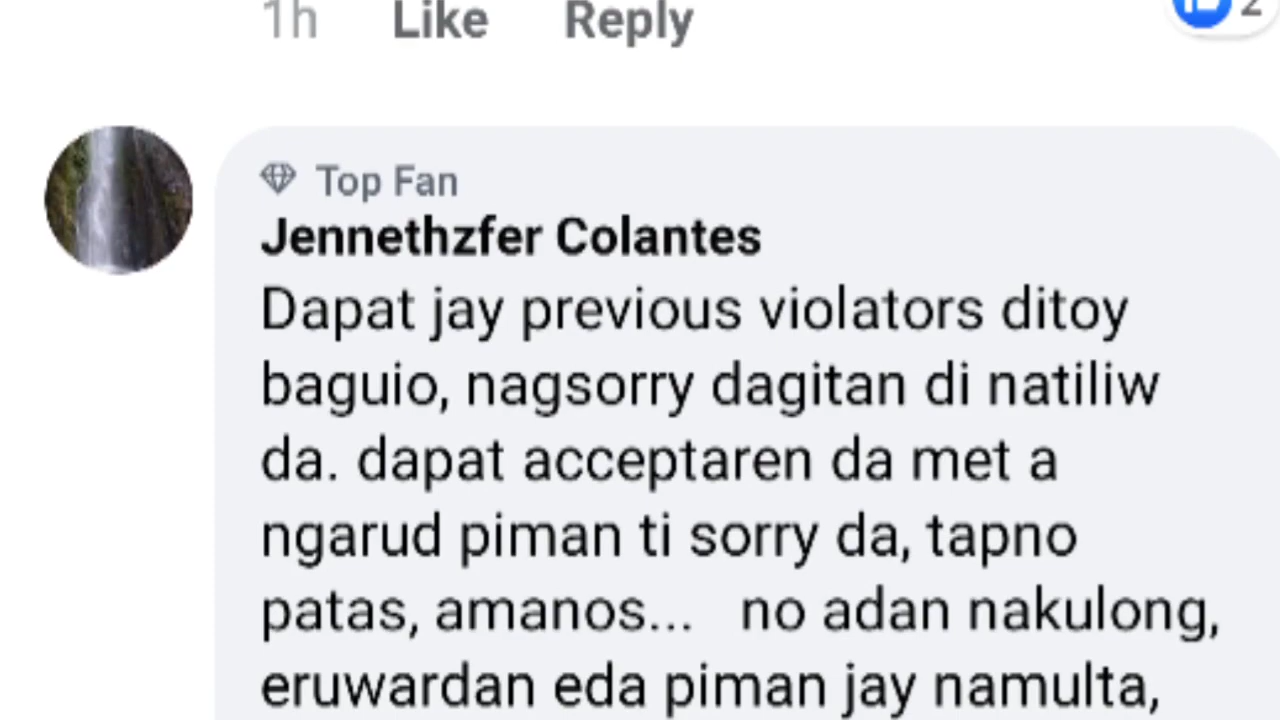 1h Like Reply 2
Top Fan
Jennethzfer Colantes
Dapat jay previous violators ditoy
baguio, nagsorry dagitan di natiliw
da. dapat acceptaren da met a
ngarud piman ti sorry da, tapno
patas, amanos... no adan nakulong,
eruwardan eda piman jay namulta,